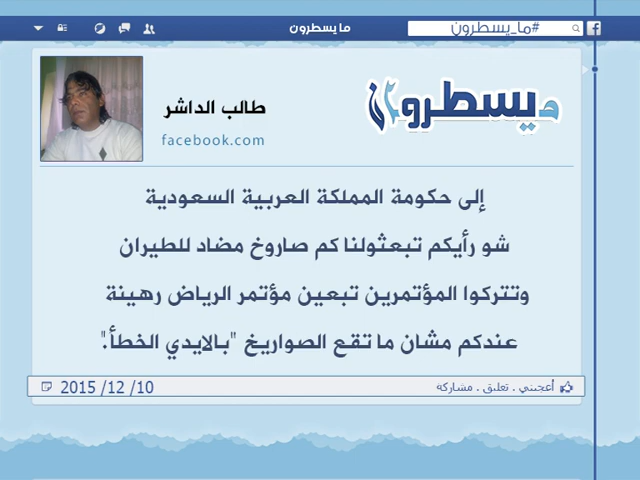 ما يسطرون
#ما_يسطرون
ما يسطرون
طالب الداشر
facebook.com
إلى حكومة المملكة العربية السعودية
شو رأيكم تبعثولنا كم صاروخ مضاد للطيران
وتتركوا المؤتمرين تبعين مؤتمر الرياض رهينة
عندكم مشان ما تقع الصواريخ "بالايدي الخطأ".
أعجبني . تعليق . مشاركة
2015 /12 /10